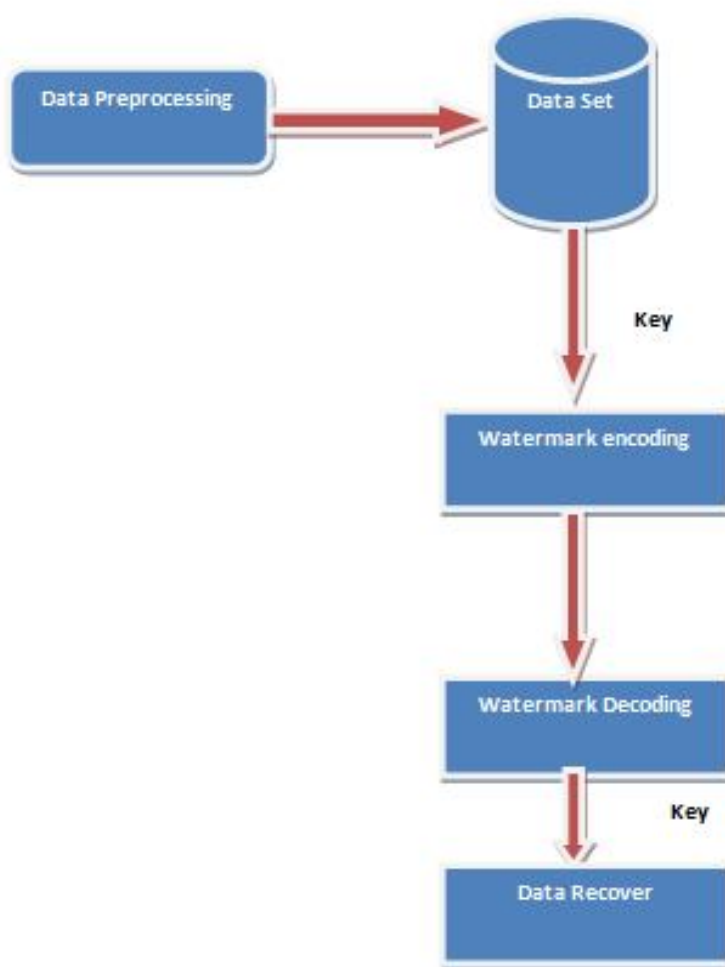 Data Preprocessing
Data Set
Key
Watermark encoding
Watermark Decoding
Key
Data Recover